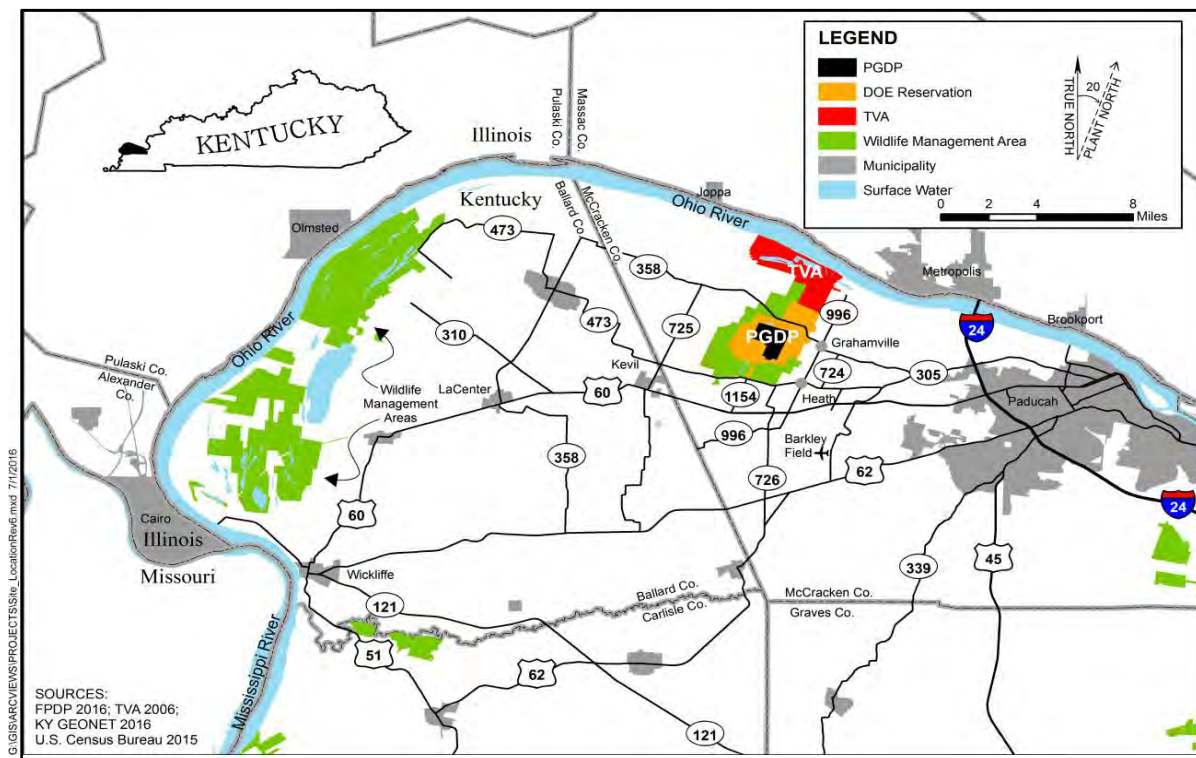 LEGEND
PGDP
DOE Reservation
TVA
Wildlife Management Area
Municipality
Surface Water
TRUE NORTH
20
PLANT NORTH
0 2 4 8
Miles
KENTUCKY
Illinois
Pulaski Co.
Massac Co.
Kentucky
Ballard Co.
McCracken Co.
Ohio River
Joppa
Olmsted
473
358
TVA
Metropolis
996
Brookport
24
310
473
725
PGDP
Grahamville
Ohio River
Kevil
724
305
Pulaski Co.
Alexander Co.
Wildlife
Management
Areas
LaCenter
60
1154
Heath
Paducah
996
Barkley
Field
358
62
726
24
60
Cairo
Illinois
Missouri
Wickliffe
339
45
121
Ballard Co.
Carlisle Co.
McCracken Co.
Graves Co.
51
62
121
Mississippi River
SOURCES:
FPDP 2016; TVA 2006;
KY GEONET 2016
U.S. Census Bureau 2015
G:\GIS\ARCVIEWS\PROJECTS\Site_LocationRev6.mxd 7/1/2016